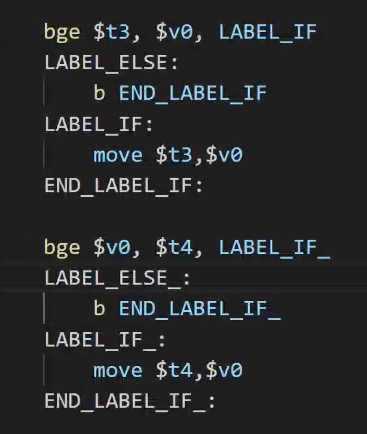 bge $t3, $v0, LABEL_IF
LABEL_ELSE:
b END_LABEL_IF
LABEL_IF:
move $t3,$v0
END_LABEL_IF:
bge $v0, $t4, LABEL_IF_
LABEL_ELSE_:
b END_LABEL_IF_
LABEL_IF_:
move $t4,$v0
END_LABEL_IF_: